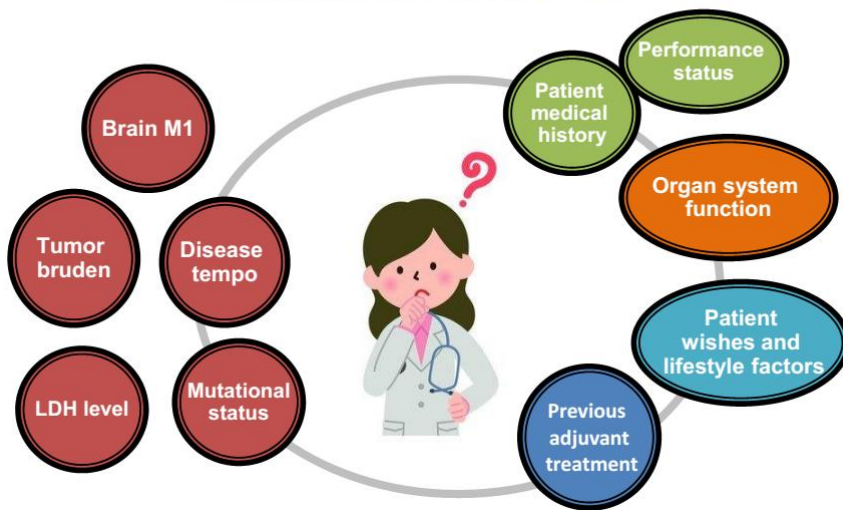 Brain M1
Tumor
bruden
Disease
tempo
LDH level
Mutational
status
Patient
medical
history
Performance
status
Organ system
function
Patient
wishes and
lifestyle factors
Previous
adjuvant
treatment
?